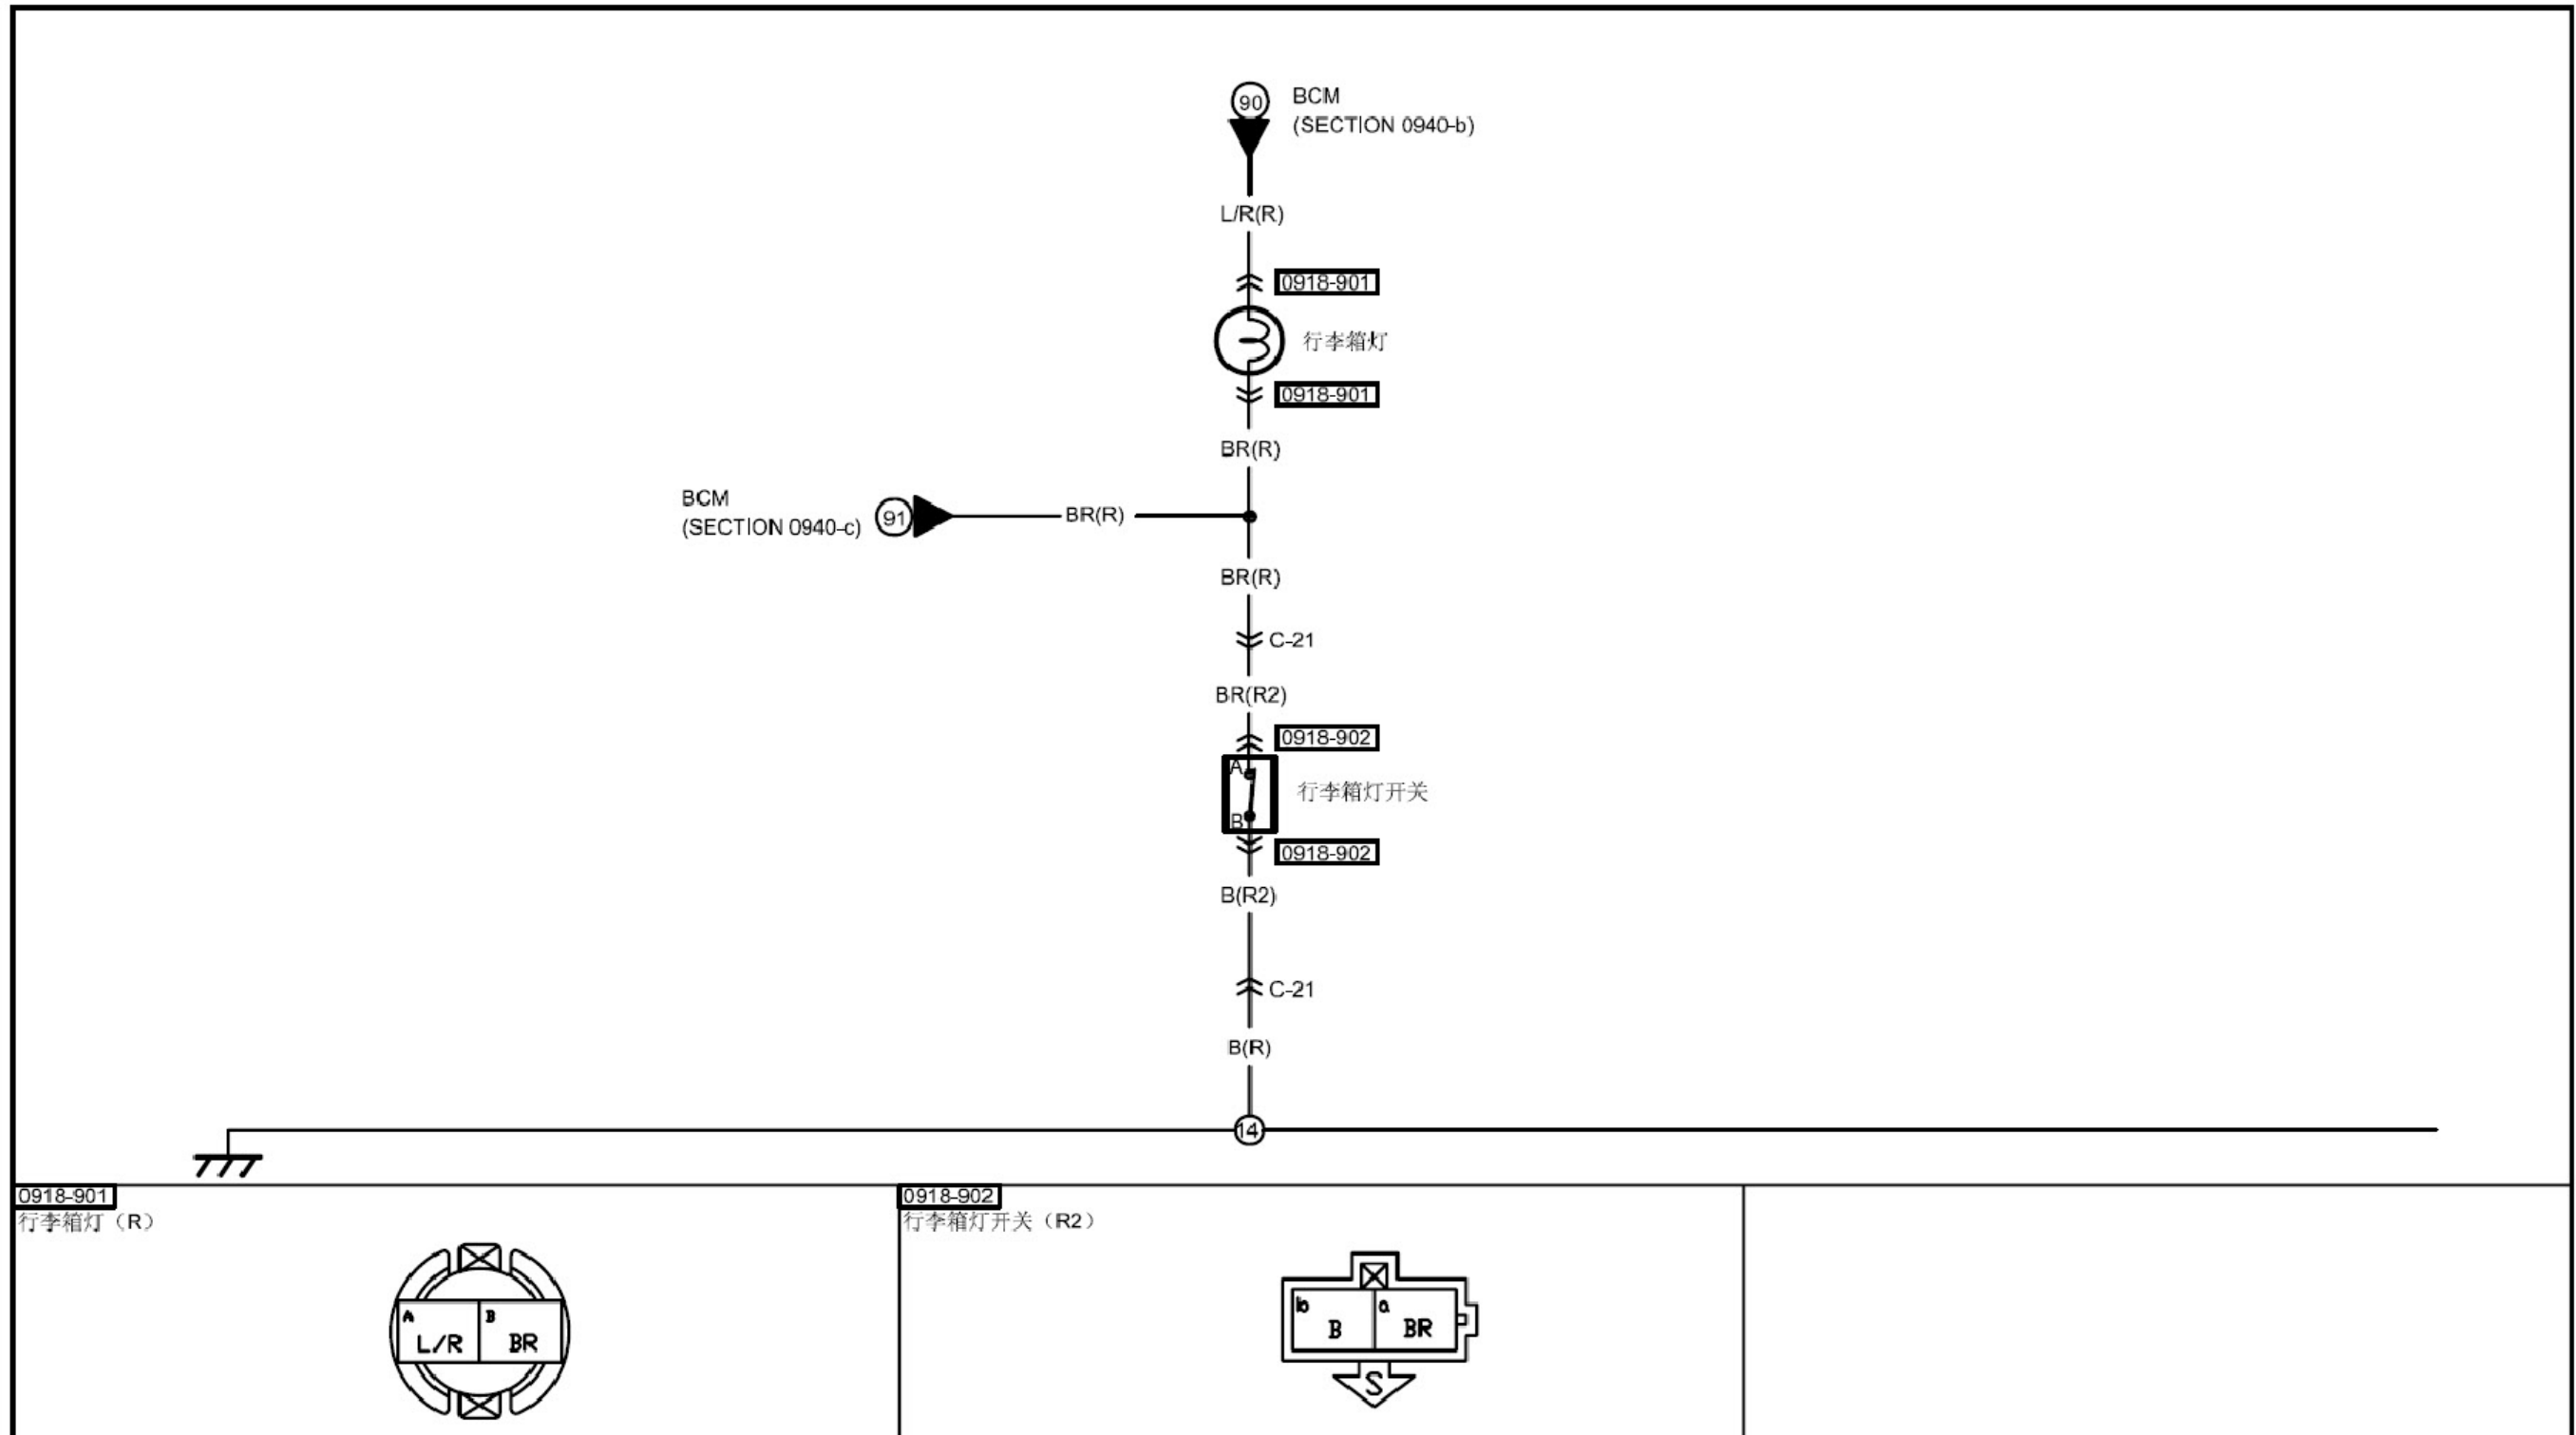 90
BCM
(SECTION 0940-b)
L/R(R)
0918-901
行李箱灯
0918-901
BR(R)
BCM
(SECTION 0940-c)
91
BR(R)
BR(R)
C-21
BR(R2)
0918-902
A
行李箱灯开关
B
0918-902
B(R2)
C-21
B(R)
14
0918-901
行李箱灯（R）
A
L/R
B
BR
0918-902
行李箱灯开关（R2）
b
B
a
BR
S